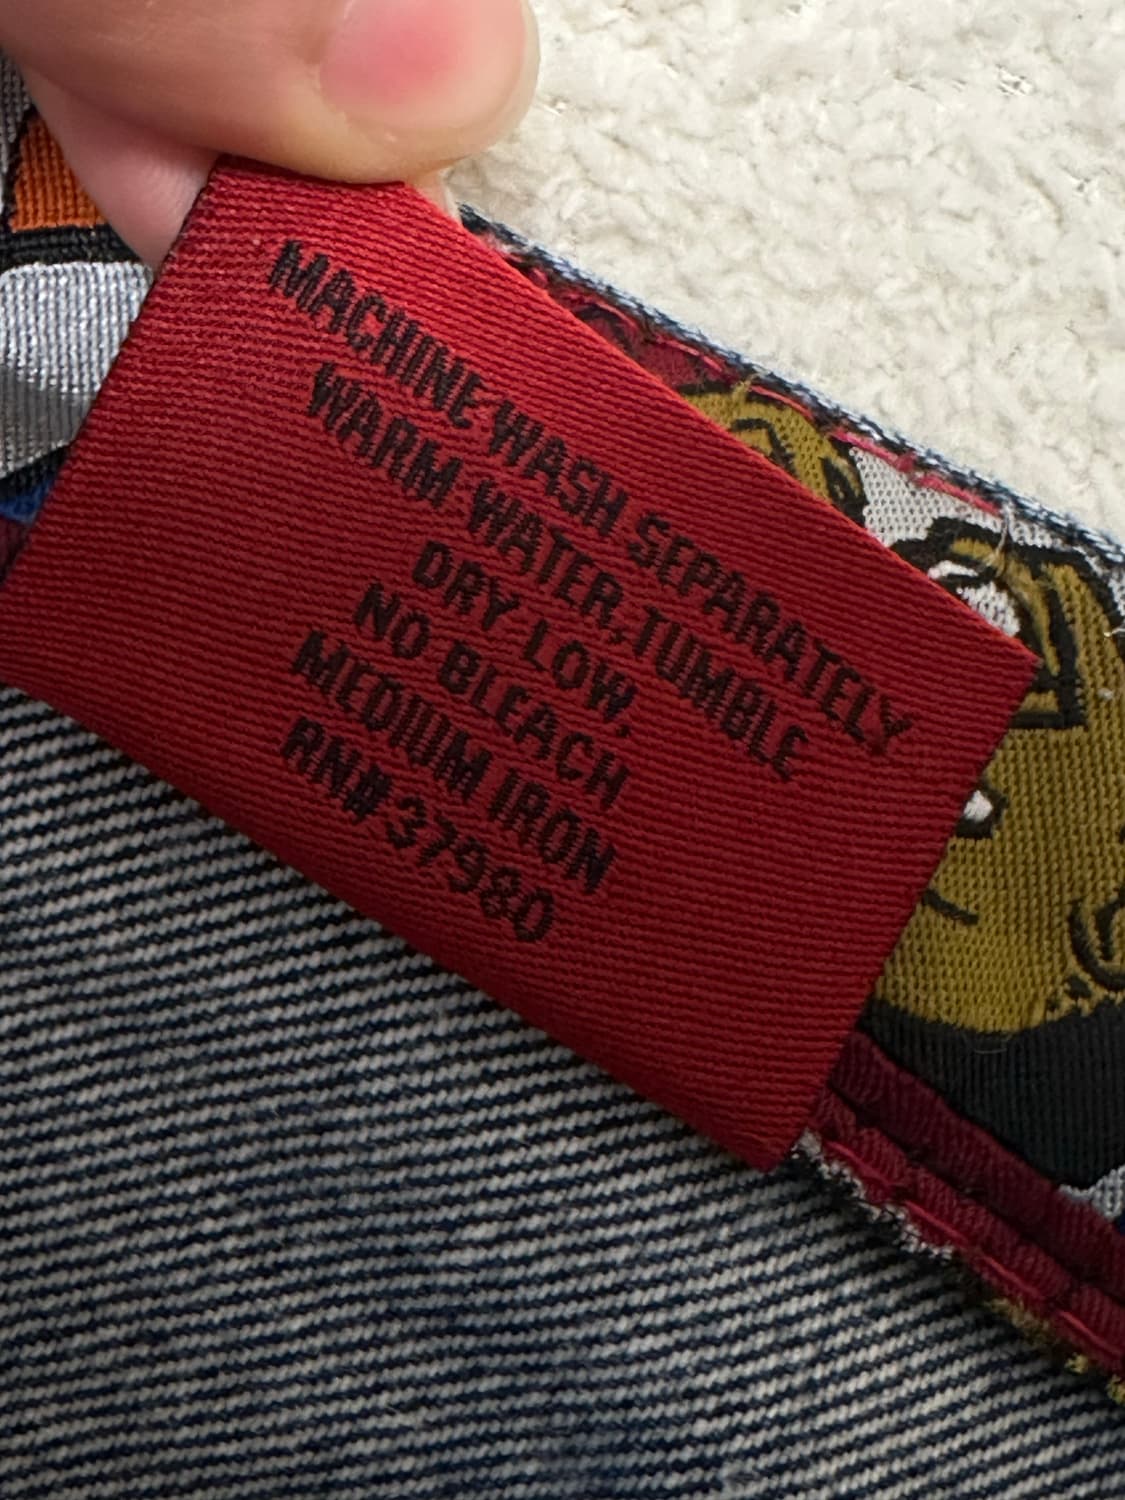 MACHINE WASH SEPARATELY
WARM WATER, TUMBLE
DRY LOW,
NO BLEACH
MEDIUM IRON
RN# 37980